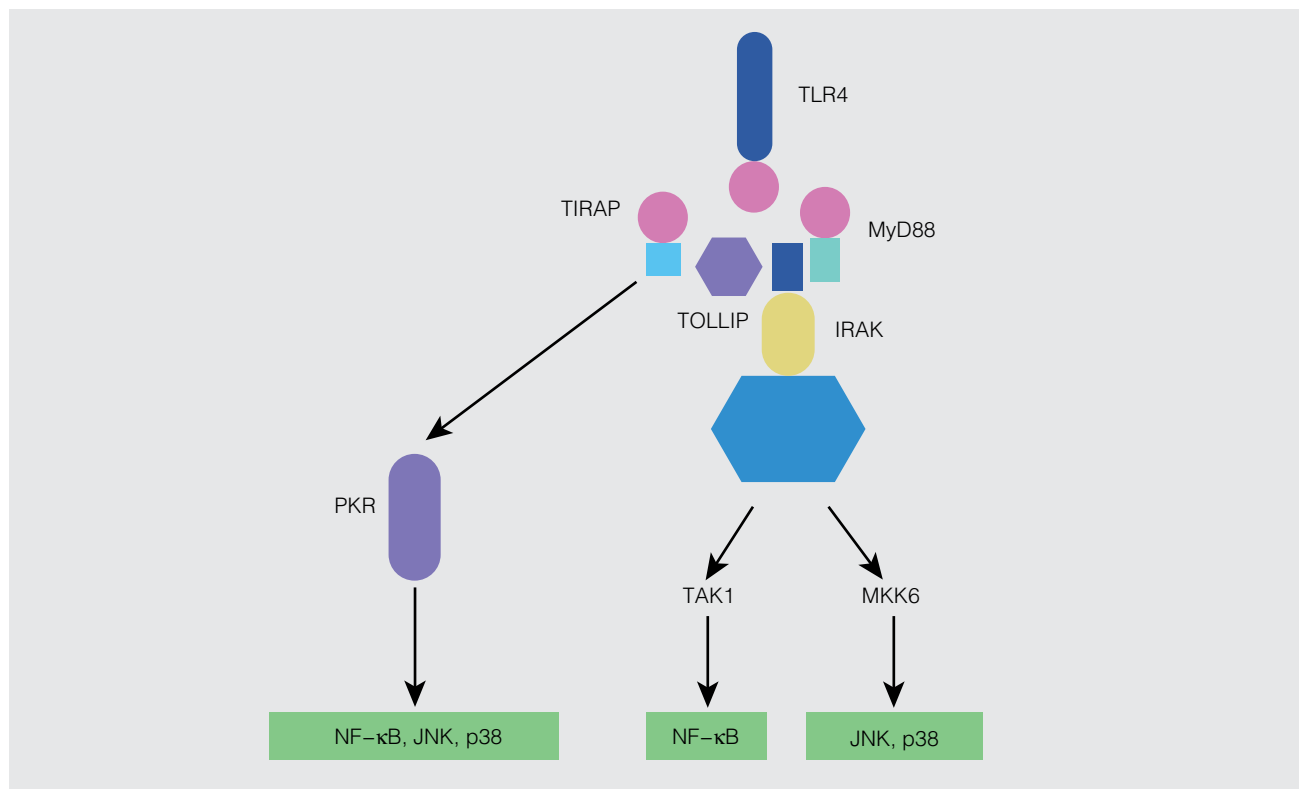 TLR4
TIRAP
MyD88
TOLLIP
IRAK
PKR
TAK1
MKK6
NF–κB, JNK, p38
NF–κB
JNK, p38